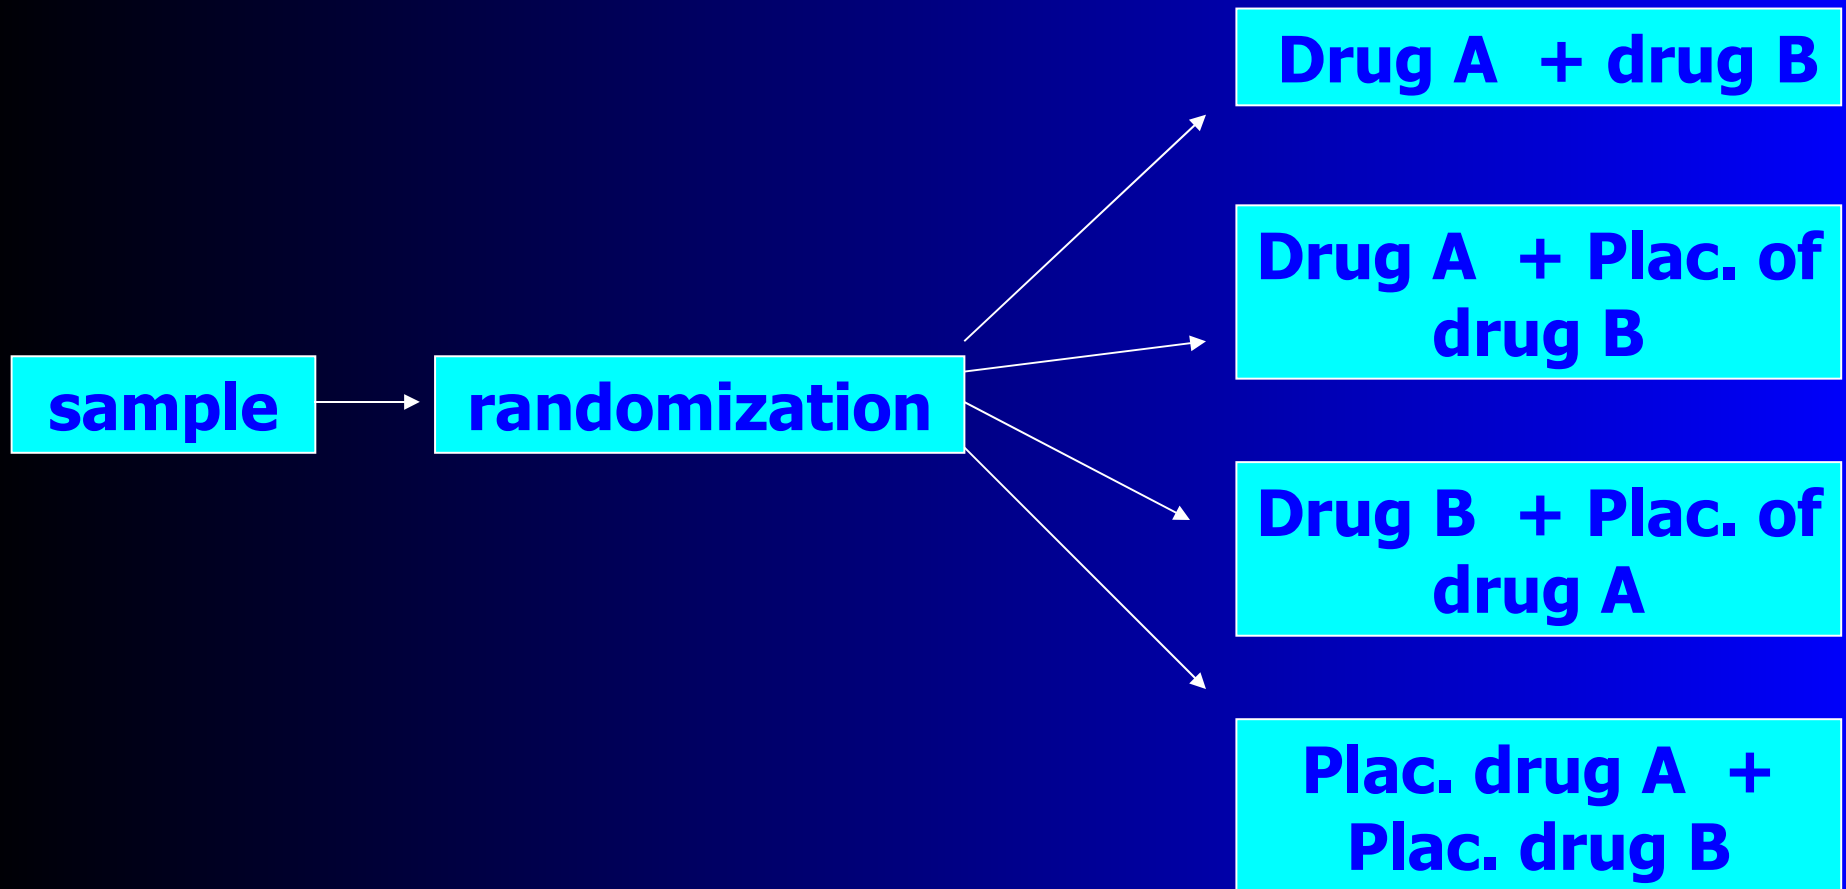 sample
randomization
Drug A + drug B
Drug A + Plac. of
drug B
Drug B + Plac. of
drug A
Plac. drug A +
Plac. drug B